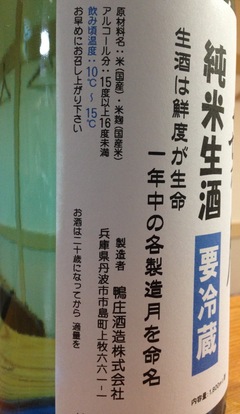 純米生酒
要冷蔵
生酒は鮮度が生命
一年中の各製造月を命名
原材料名:米(国産)・米麹(国産米)
アルコール分:15度以上16度未満
飲み頃温度:10℃～15℃
お早めにお召し上がり下さい
製造者 鴨庄酒造株式会社
兵庫県丹波市市島町上牧六六一-一
お酒は二十歳になってから 適量を
内容量:1,800ml